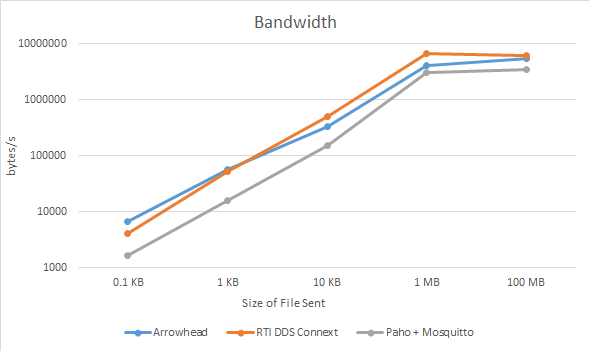 Bandwidth
10000000
1000000
100000
10000
1000
bytes/s
0.1 KB 1 KB 10 KB 1 MB 100 MB
Size of File Sent
Arrowhead RTI DDS Connext Paho + Mosquitto